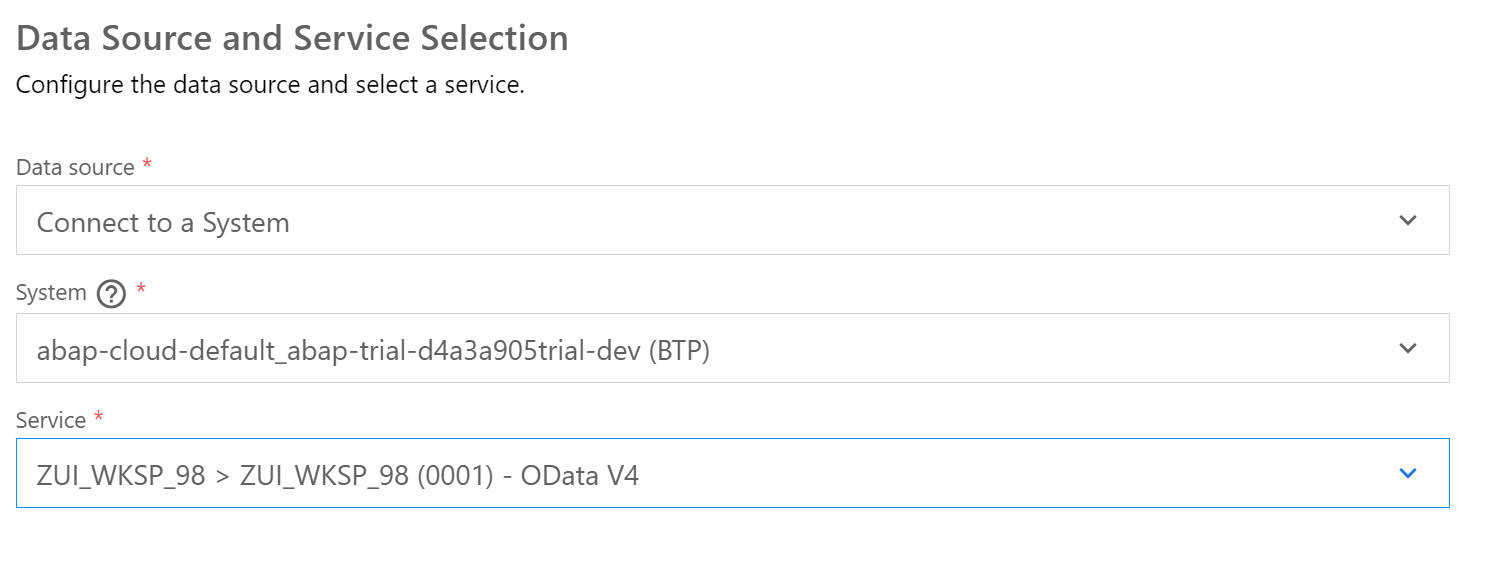 Data Source and Service Selection
Configure the data source and select a service.
Data source *
Connect to a System
System ? *
abap-cloud-default_abap-trial-d4a3a905trial-dev (BTP)
Service *
ZUI_WKSP_98 > ZUI_WKSP_98 (0001) - OData V4